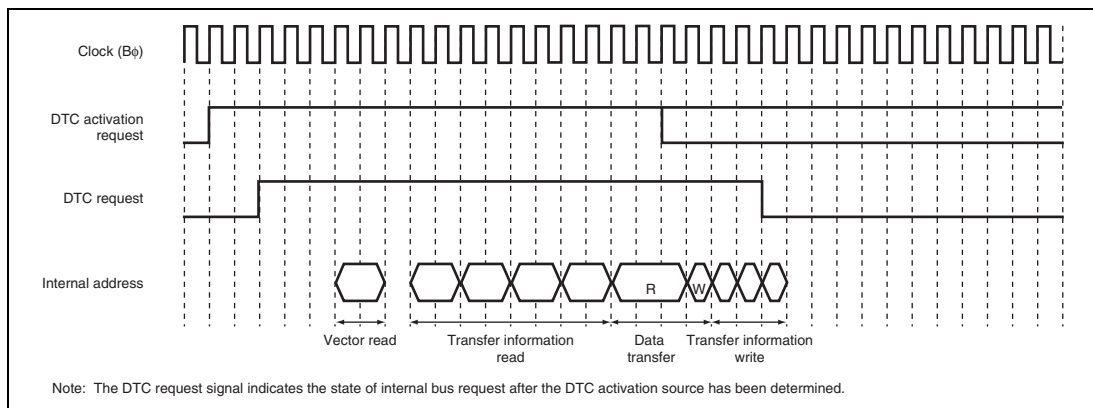 Clock (Bϕ)
DTC activation
request
DTC request
Internal address
R
W
Vector read
Transfer information
read
Data
transfer
Transfer information
write
Note: The DTC request signal indicates the state of internal bus request after the DTC activation source has been determined.